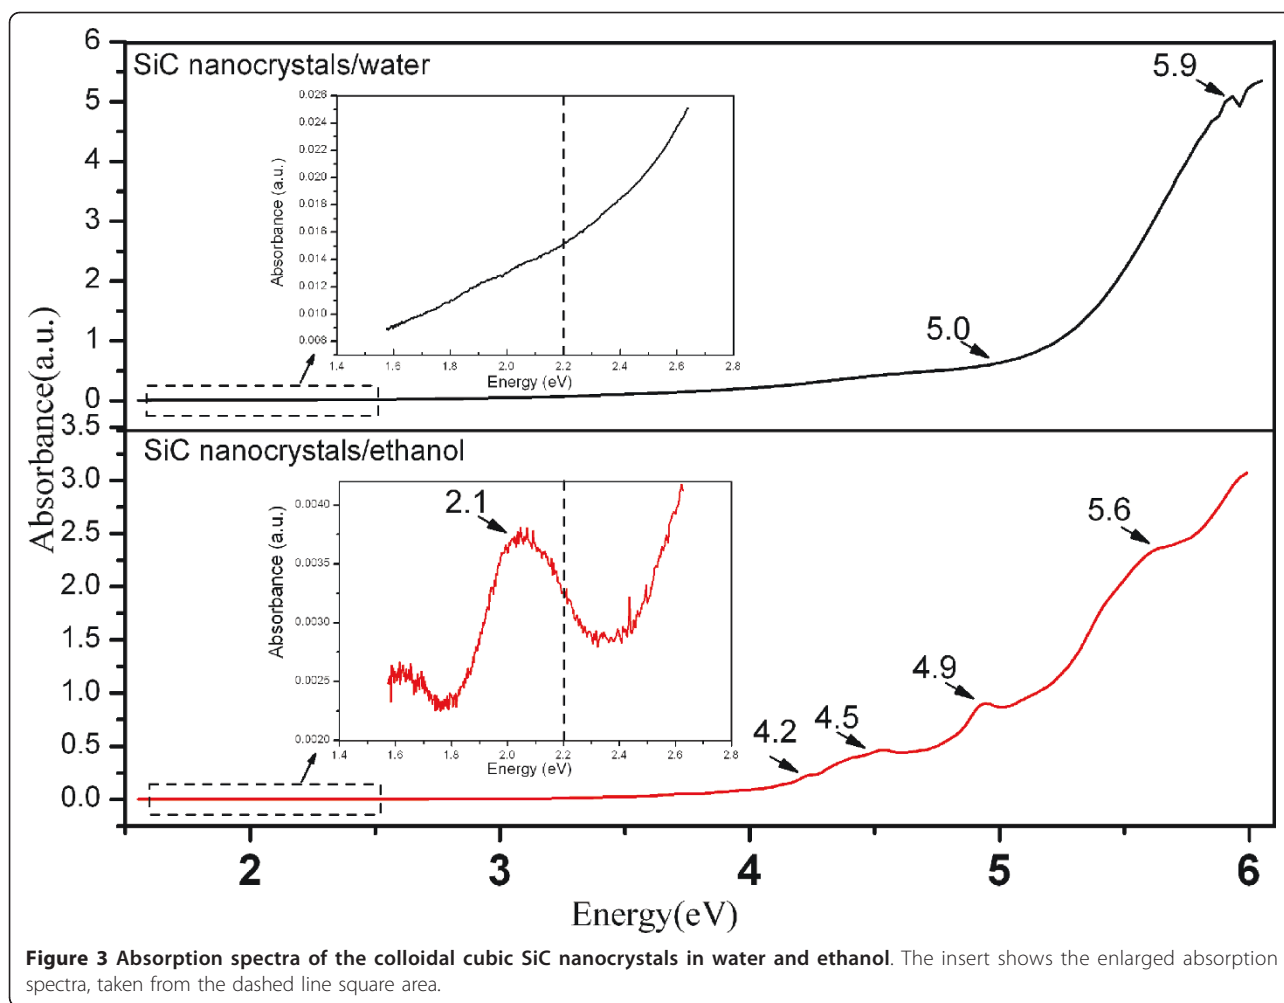 6
SiC nanocrystals/water
5.9
5
4
3
2
1
0
5.0
0.026
0.024
0.022
0.020
0.018
0.016
0.014
0.012
0.010
0.008
Absorbance (a.u.)
1.4 1.6 1.8 2.0 2.2 2.4 2.6 2.8
Energy (eV)
Absorbance(a.u.)
3.5
SiC nanocrystals/ethanol
3.0
2.5
2.0
1.5
1.0
0.5
0.0
0.0040
0.0035
0.0030
0.0025
0.0020
Absorbance (a.u.)
2.1
1.4 1.6 1.8 2.0 2.2 2.4 2.6 2.8
Energy (eV)
4.2
4.5
4.9
5.6
2 3 4 5 6
Energy(eV)
Figure 3 Absorption spectra of the colloidal cubic SiC nanocrystals in water and ethanol. The insert shows the enlarged absorption
spectra, taken from the dashed line square area.